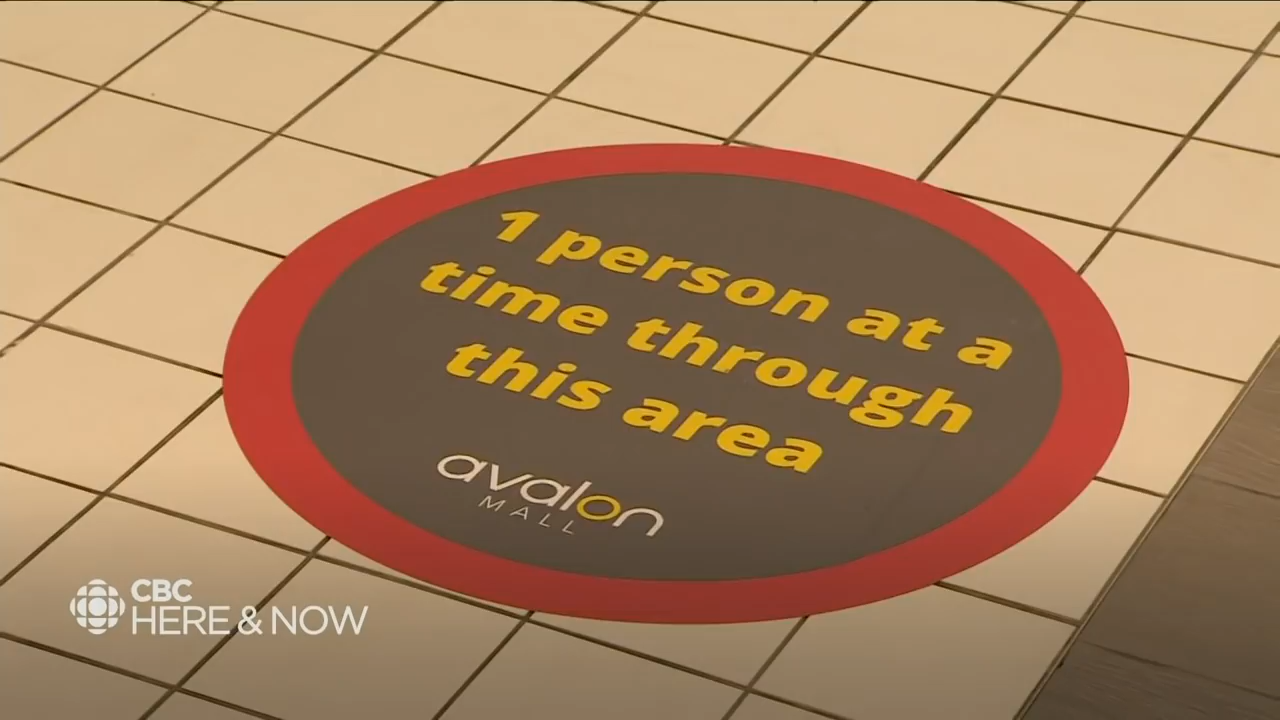 1 person at a
time through
this area
avalon
MALL
CBC
HERE & NOW